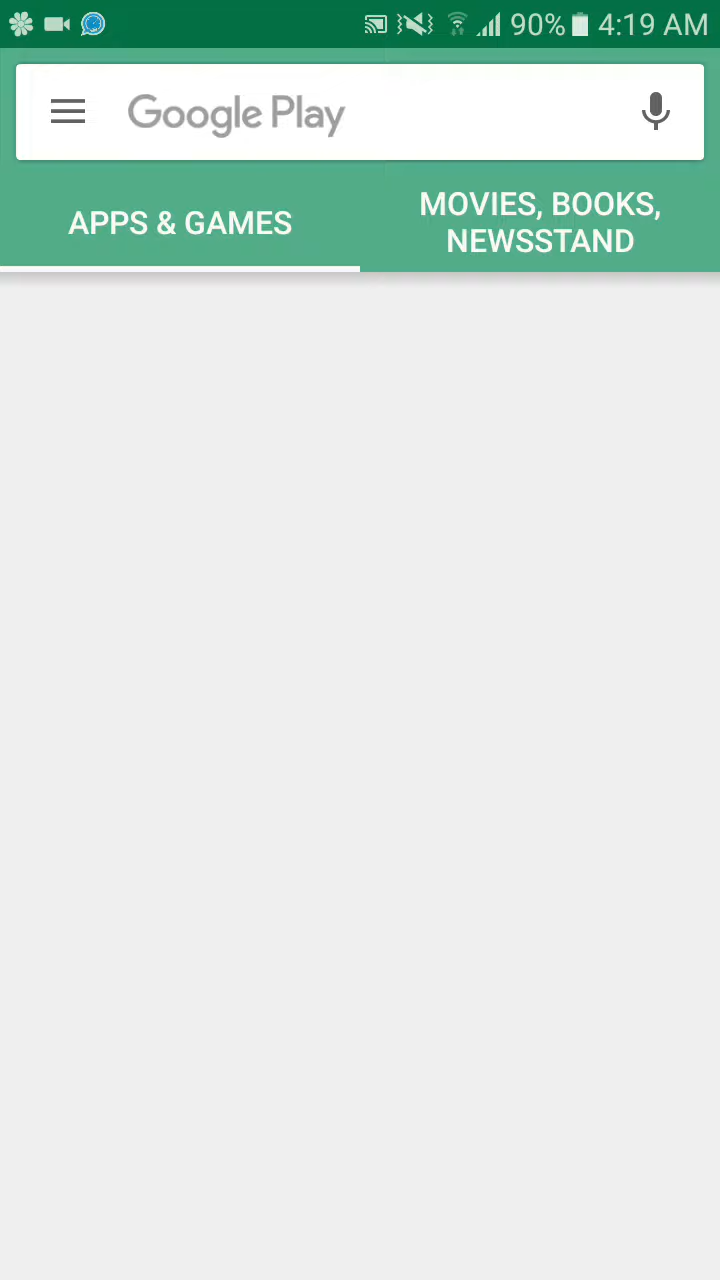 90% 4:19 AM
Google Play
APPS & GAMES
MOVIES, BOOKS,
NEWSSTAND